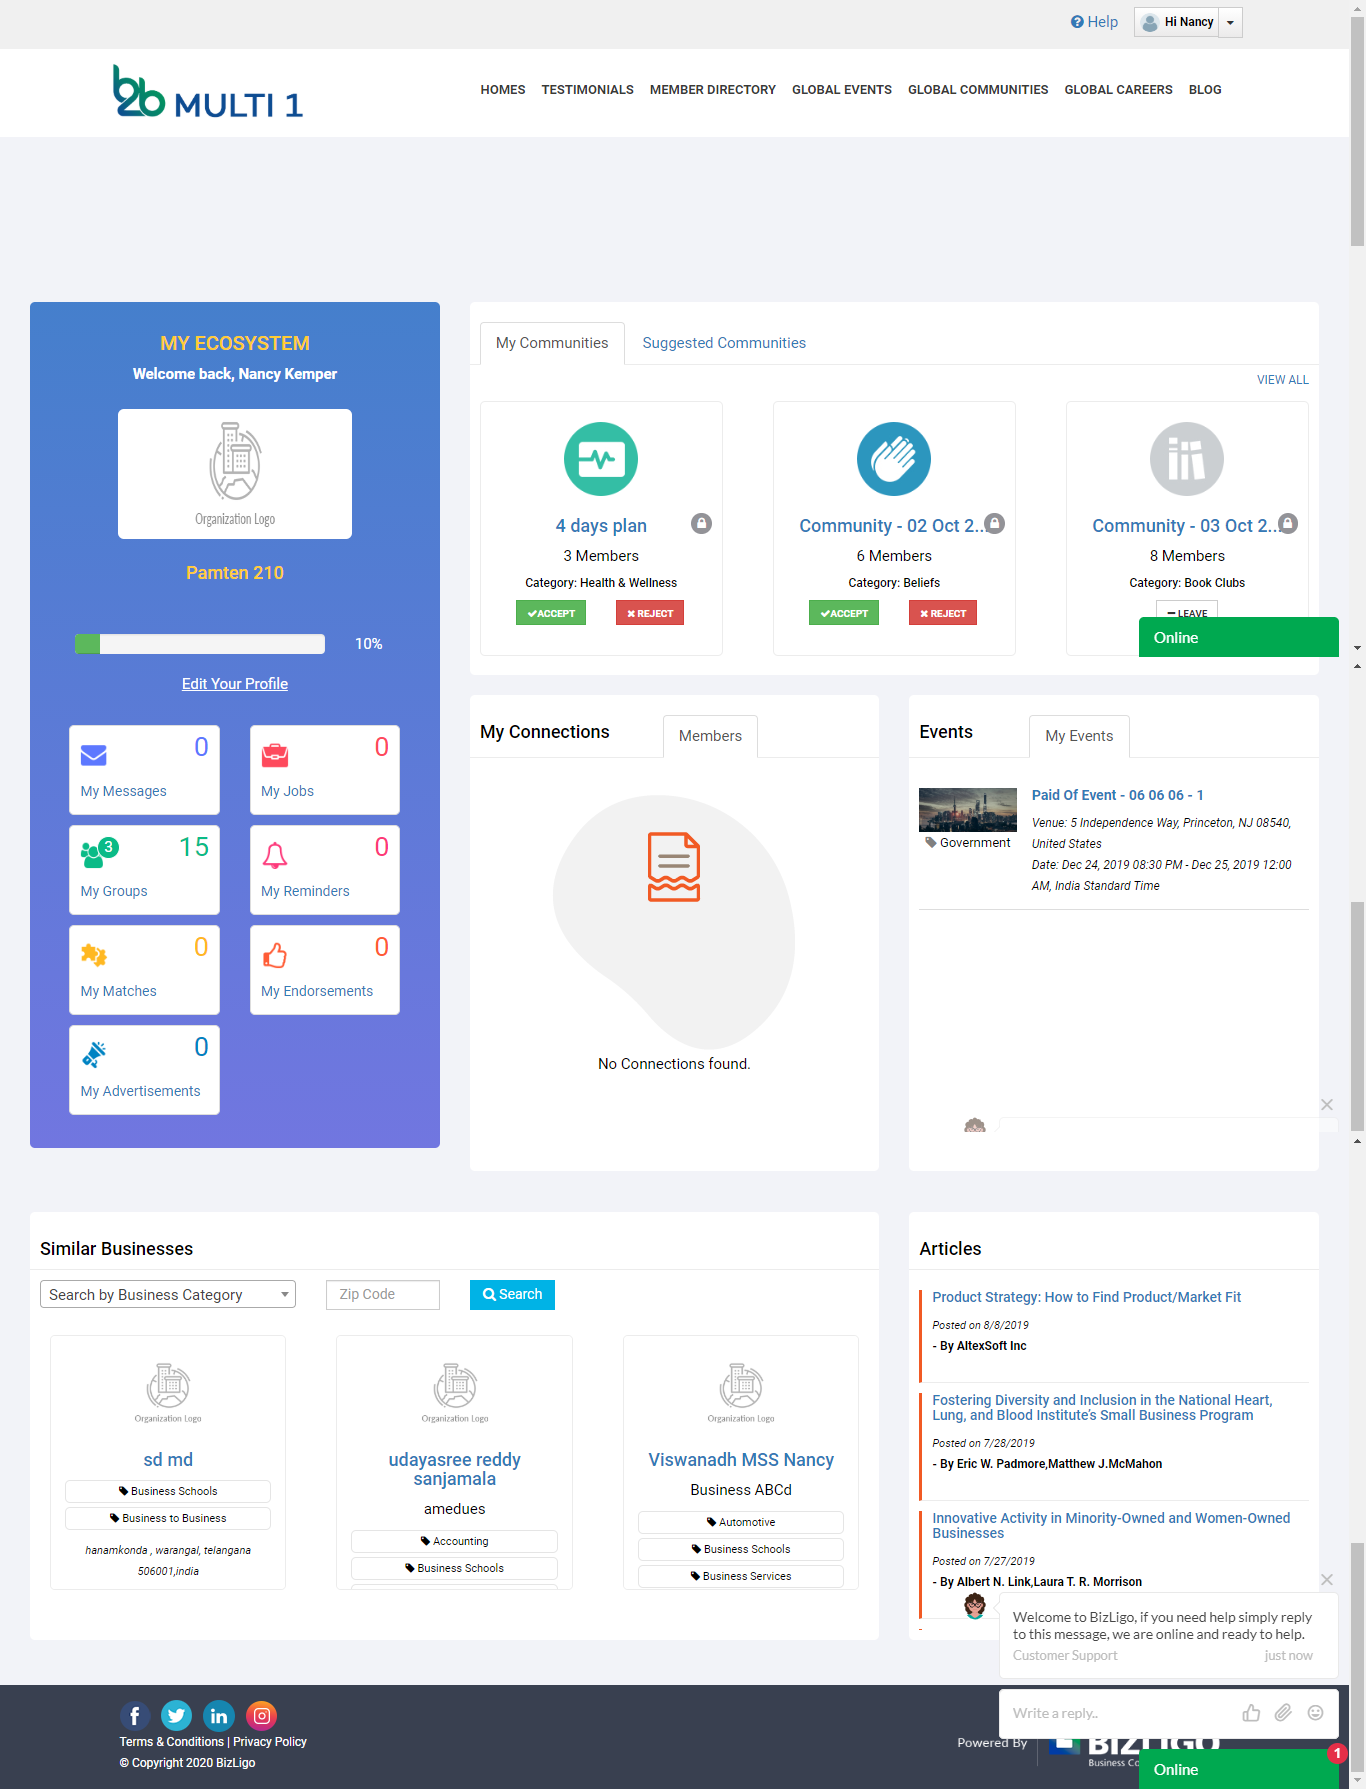 Help
Hi Nancy
b2b MULTI 1
HOMES TESTIMONIALS MEMBER DIRECTORY GLOBAL EVENTS GLOBAL COMMUNITIES GLOBAL CAREERS BLOG
MY ECOSYSTEM
Welcome back, Nancy Kemper
Organization Logo
Pamten 210
10%
Edit Your Profile
0
My Messages
0
My Jobs
3
15
My Groups
0
My Reminders
0
My Matches
0
My Endorsements
0
My Advertisements
My Communities
Suggested Communities
VIEW ALL
4 days plan
3 Members
Category: Health & Wellness
ACCEPT
REJECT
Community - 02 Oct 2...
6 Members
Category: Beliefs
ACCEPT
REJECT
Community - 03 Oct 2...
8 Members
Category: Book Clubs
LEAVE
Online
My Connections
Members
No Connections found.
Events
My Events
Government
Paid Of Event - 06 06 06 - 1
Venue: 5 Independence Way, Princeton, NJ 08540,
United States
Date: Dec 24, 2019 08:30 PM - Dec 25, 2019 12:00
AM, India Standard Time
Similar Businesses
Search by Business Category
Zip Code
Search
Organization Logo
sd md
Business Schools
Business to Business
hanamkonda , warangal, telangana
506001,india
Organization Logo
udayasree reddy
sanjamala
amedues
Accounting
Business Schools
Organization Logo
Viswanadh MSS Nancy
Business ABCd
Automotive
Business Schools
Business Services
Articles
Product Strategy: How to Find Product/Market Fit
Posted on 8/8/2019
- By AltexSoft Inc
Fostering Diversity and Inclusion in the National Heart,
Lung, and Blood Institute's Small Business Program
Posted on 7/28/2019
- By Eric W. Padmore,Matthew J.McMahon
Innovative Activity in Minority-Owned and Women-Owned
Businesses
Posted on 7/27/2019
- By Albert N. Link,Laura T. R. Morrison
Welcome to BizLigo, if you need help simply reply
to this message, we are online and ready to help.
Customer Support
just now
Write a reply..
Terms & Conditions | Privacy Policy
© Copyright 2020 BizLigo
Powered By
BIZLIGO
Business
1
Online